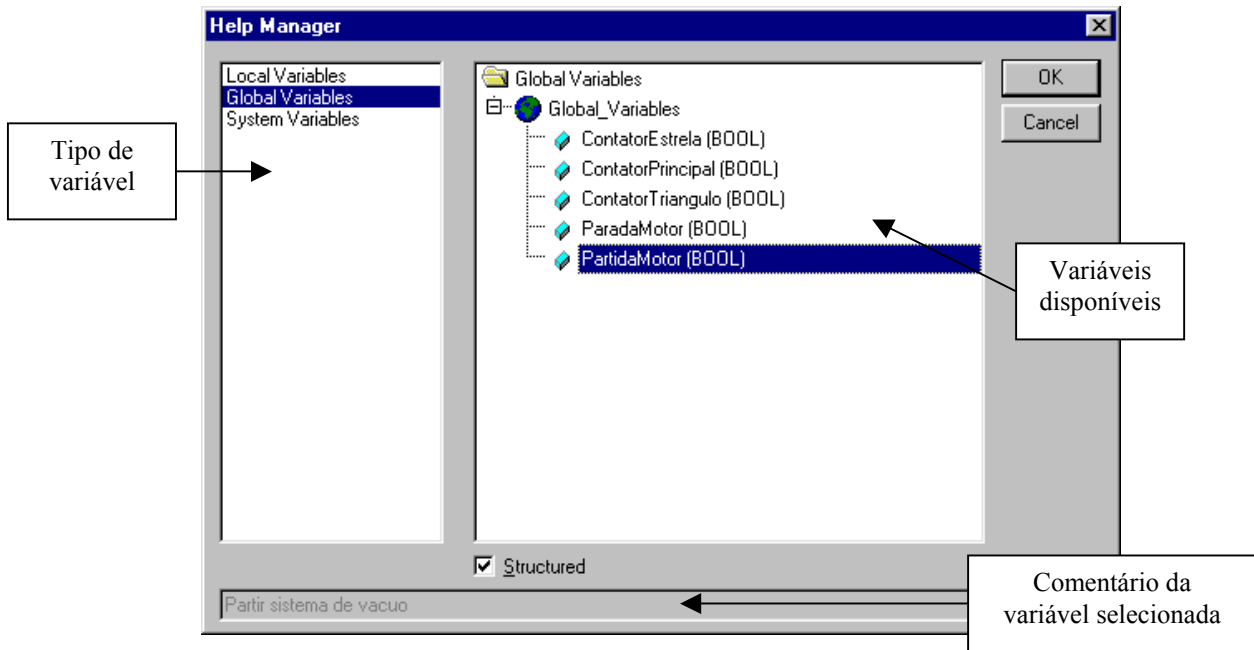 Help Manager
Local Variables
Global Variables
System Variables
Global Variables
Global_Variables
ContatorEstrela (BOOL)
ContatorPrincipal (BOOL)
ContatorTriangulo (BOOL)
ParadaMotor (BOOL)
PartidaMotor (BOOL)
OK
Cancel
Tipo de
variável
Variáveis
disponíveis
Structured
Partir sistema de vacuo
Comentário da
variável selecionada